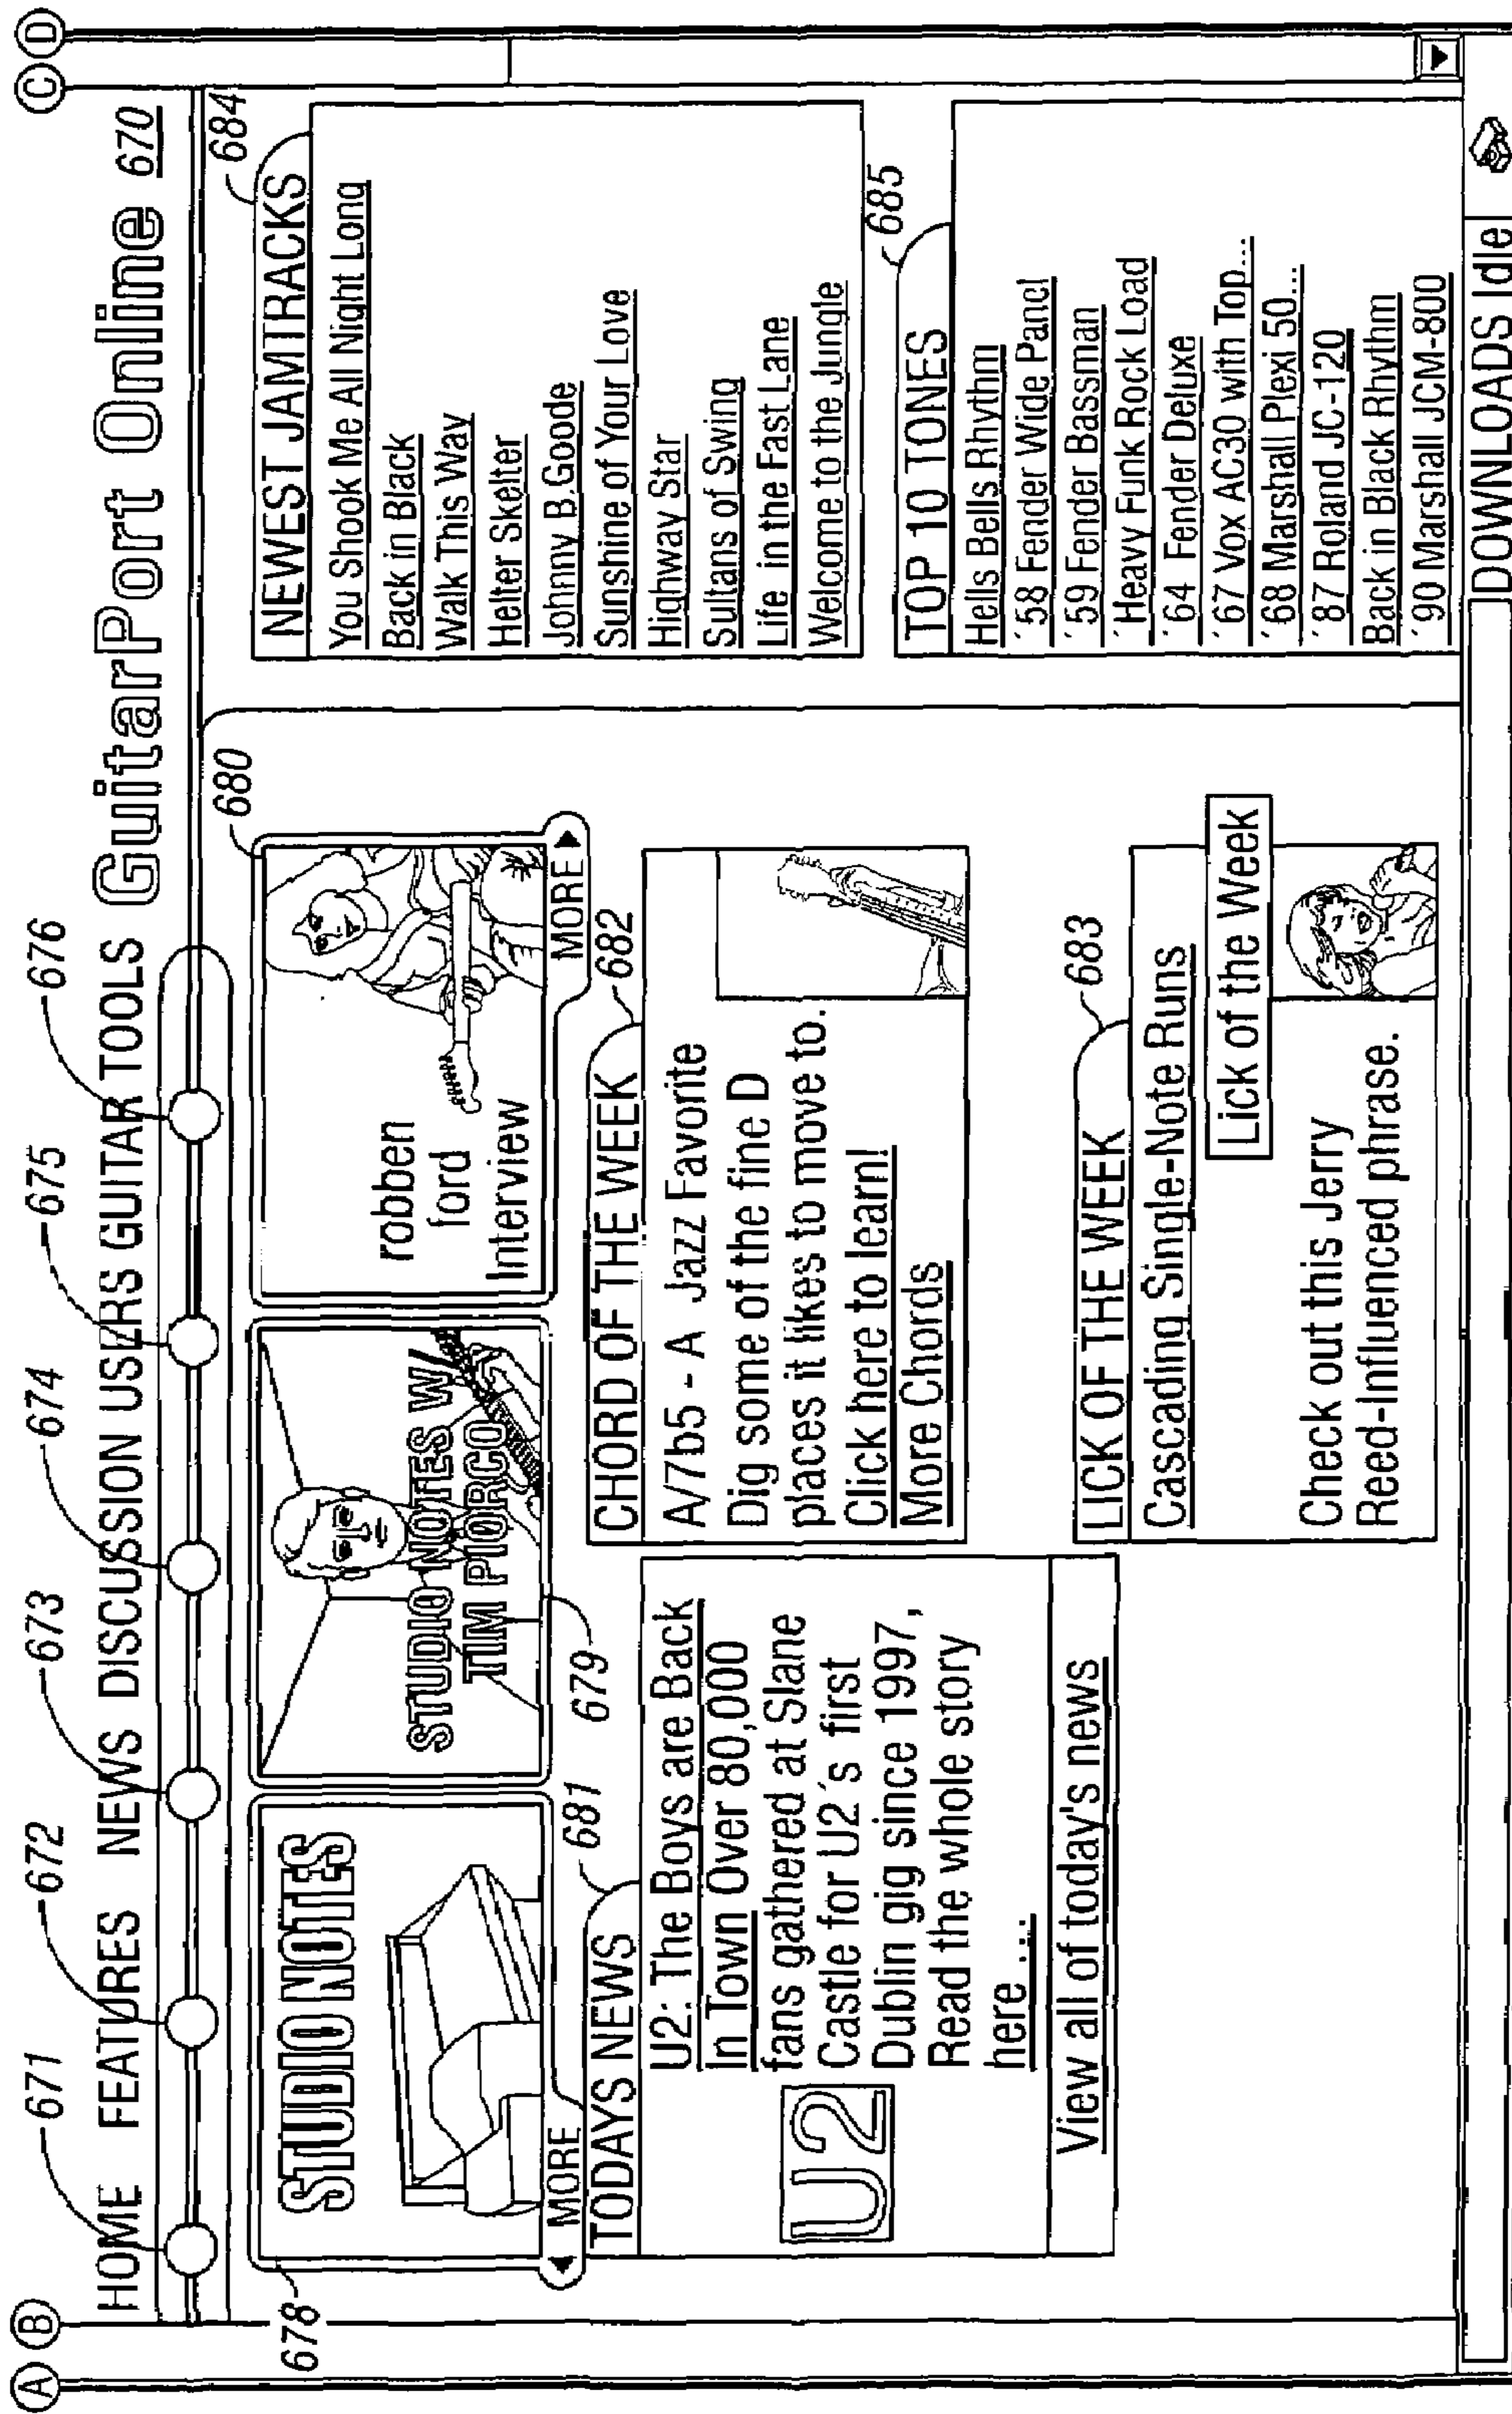 A B C D
671 672 673 674 675 676
HOME FEATURES NEWS DISCUSSION USERS GUITAR TOOLS GuitarPort Online 670
678
STUDIO NOTES
◄ MORE
STUDIO NOTES W/
TIM PIORCO
679
680
robben
ford
Interview
MORE ►
TODAYS NEWS
681
U2: The Boys are Back
In Town Over 80,000
fans gathered at Slane
Castle for U2´s first
Dublin gig since 1997,
Read the whole story
here ...
U2
View all of today's news
CHORD OF THE WEEK
682
A/7b5 - A Jazz Favorite
Dig some of the fine D
places it likes to move to.
Click here to learn!
More Chords
LICK OF THE WEEK
683
Cascading Single-Note Runs
Lick of the Week
Check out this Jerry
Reed-Influenced phrase.
NEWEST JAMTRACKS
684
You Shook Me All Night Long
Back in Black
Walk This Way
Helter Skelter
Johnny B.Goode
Sunshine of Your Love
Highway Star
Sultans of Swing
Life in the Fast Lane
Welcome to the Jungle
TOP 10 TONES
685
Hells Bells Rhythm
´58 Fender Wide Panel
´59 Fender Bassman
´Heavy Funk Rock Load
´64 Fender Deluxe
´67 Vox AC30 with Top...
´68 Marshall Plexi 50...
´87 Roland JC-120
Back in Black Rhythm
´90 Marshall JCM-800
DOWNLOADS Idle